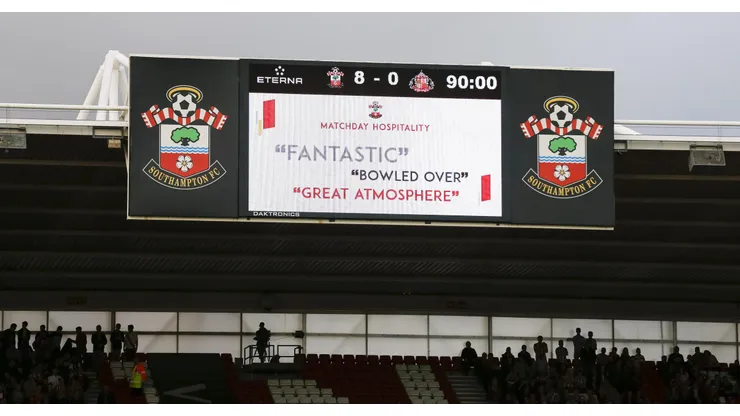 ETERNA
8 - 0
90:00
MATCHDAY HOSPITALITY
“FANTASTIC”
“BOWLED OVER”
“GREAT ATMOSPHERE”
SOUTHAMPTON FC
SOUTHAMPTON FC
DAKTRONICS